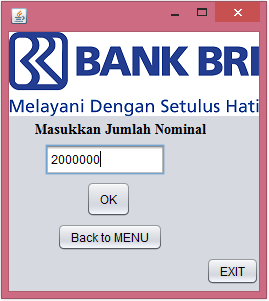 BANK BRI
Melayani Dengan Setulus Hati
Masukkan Jumlah Nominal
2000000
OK
Back to MENU
EXIT